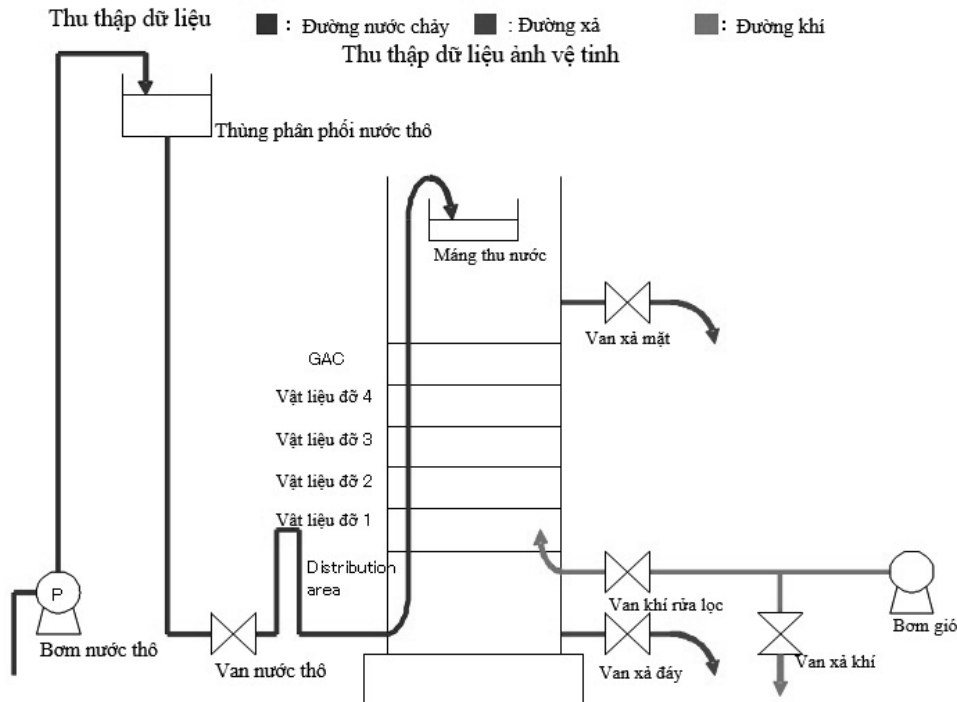 Thu thập dữ liệu
: Đường nước chảy
: Đường xả
: Đường khí
Thu thập dữ liệu ảnh vệ tinh
Thùng phân phối nước thô
Máng thu nước
Van xả mặt
GAC
Vật liệu đỡ 4
Vật liệu đỡ 3
Vật liệu đỡ 2
Vật liệu đỡ 1
Distribution
area
P
Bơm nước thô
Van nước thô
Van khí rửa lọc
Bơm gió
Van xả đáy
Van xả khí